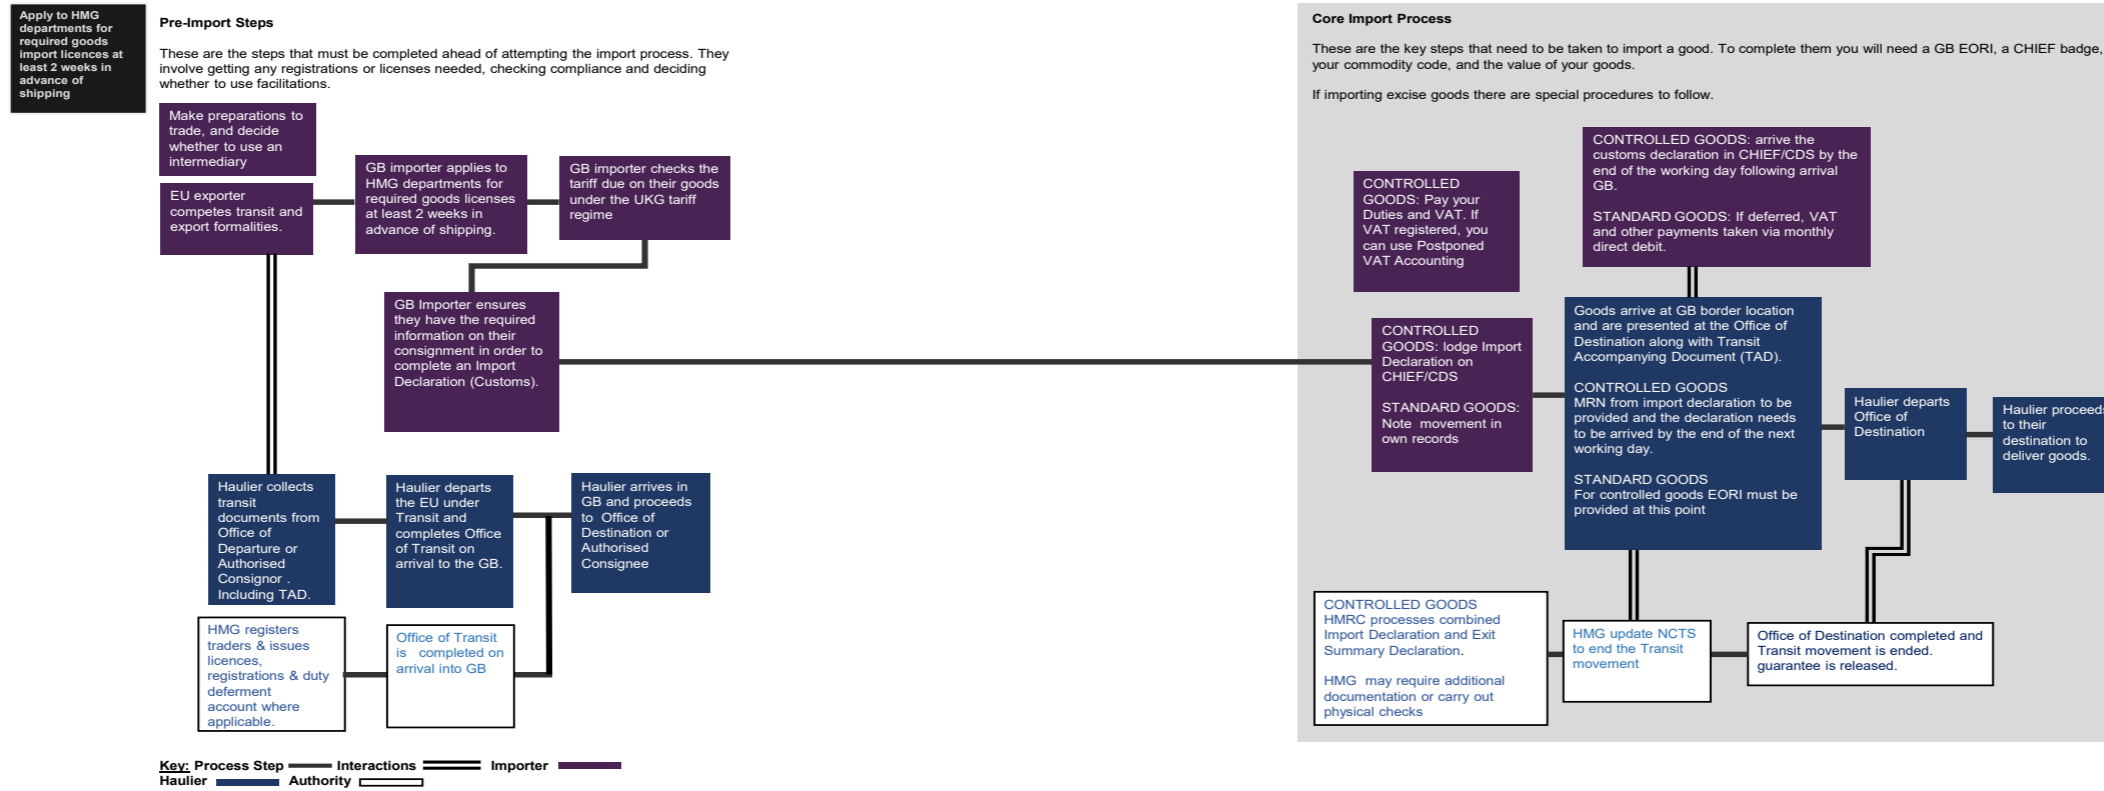 Apply to HMG
departments for
required goods
import licences at
least 2 weeks in
advance of
shipping
Pre-Import Steps
These are the steps that must be completed ahead of attempting the import process. They
involve getting any registrations or licenses needed, checking compliance and deciding
whether to use facilitations.
Make preparations to
trade, and decide
whether to use an
intermediary
EU exporter
competes transit and
export formalities.
GB importer applies to
HMG departments for
required goods licenses
at least 2 weeks in
advance of shipping.
GB importer checks the
tariff due on their goods
under the UKG tariff
regime
GB Importer ensures
they have the required
information on their
consignment in order to
complete an Import
Declaration (Customs).
Haulier collects
transit
documents from
Office of
Departure or
Authorised
Consignor .
Including TAD.
Haulier departs
the EU under
Transit and
completes Office
of Transit on
arrival to the GB.
Haulier arrives in
GB and proceeds
to Office of
Destination or
Authorised
Consignee
HMG registers
traders & issues
licences,
registrations & duty
deferment
account where
applicable.
Office of Transit
is completed on
arrival into GB
Key: Process Step Interactions Importer
Haulier Authority
Core Import Process
These are the key steps that need to be taken to import a good. To complete them you will need a GB EORI, a CHIEF badge,
your commodity code, and the value of your goods.
If importing excise goods there are special procedures to follow.
CONTROLLED
GOODS: Pay your
Duties and VAT. If
VAT registered, you
can use Postponed
VAT Accounting
CONTROLLED GOODS: arrive the
customs declaration in CHIEF/CDS by the
end of the working day following arrival
GB.
STANDARD GOODS: If deferred, VAT
and other payments taken via monthly
direct debit.
CONTROLLED
GOODS: lodge Import
Declaration on
CHIEF/CDS
STANDARD GOODS:
Note movement in
own records
Goods arrive at GB border location
and are presented at the Office of
Destination along with Transit
Accompanying Document (TAD).
CONTROLLED GOODS
MRN from import declaration to be
provided and the declaration needs
to be arrived by the end of the next
working day.
STANDARD GOODS
For controlled goods EORI must be
provided at this point
Haulier departs
Office of
Destination
Haulier proceeds
to their
destination to
deliver goods.
CONTROLLED GOODS
HMRC processes combined
Import Declaration and Exit
Summary Declaration.
HMG may require additional
documentation or carry out
physical checks
HMG update NCTS
to end the Transit
movement
Office of Destination completed and
Transit movement is ended.
guarantee is released.